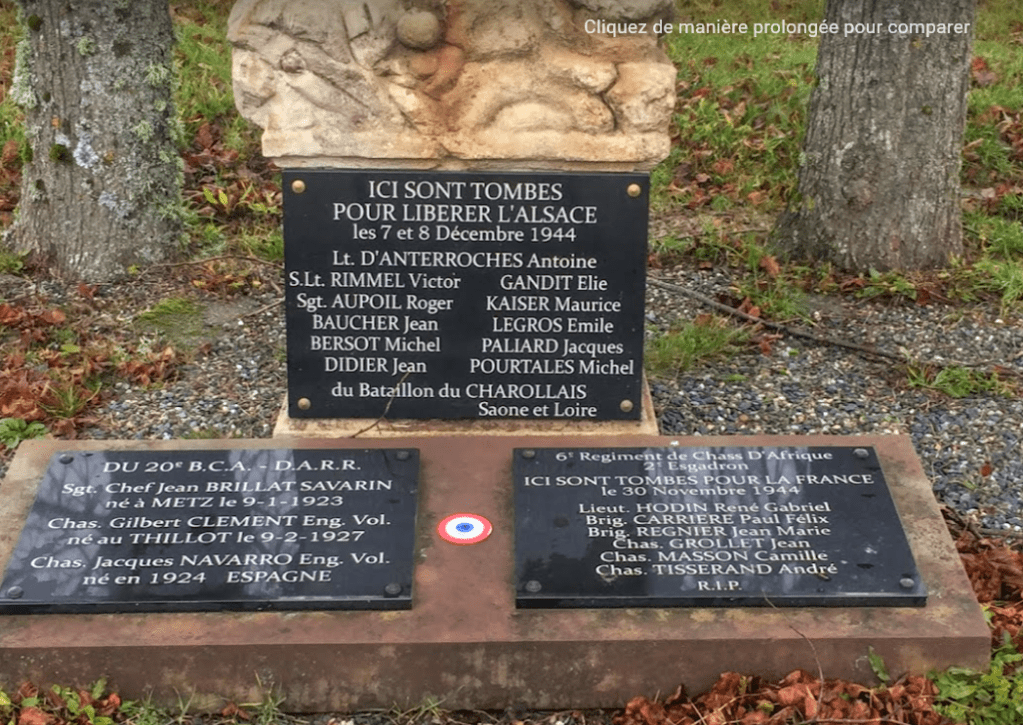 Cliquez de manière prolongée pour comparer
ICI SONT TOMBES
POUR LIBERER L'ALSACE
les 7 et 8 Décembre 1944
Lt. D'ANTERROCHES Antoine
S.Lt. RIMMEL Victor GANDIT Elie
Sgt. AUPOIL Roger KAISER Maurice
BAUCHER Jean LEGROS Emile
BERSOT Michel PALIARD Jacques
DIDIER Jean POURTALES Michel
du Bataillon du CHAROLLAIS
Saone et Loire
DU 20e B.C.A. - D.A.R.R.
Sgt. Chef Jean BRILLAT SAVARIN
né à METZ le 9-1-1923
Chas. Gilbert CLEMENT Eng. Vol.
né au THILLOT le 9-2-1927
Chas. Jacques NAVARRO Eng. Vol.
né en 1924 ESPAGNE
6e Regiment de Chass D'Afrique
2e Esgadron
ICI SONT TOMBES POUR LA FRANCE
le 30 Novembre 1944
Lieut. HODIN René Gabriel
Brig. CARRIERE Paul Félix
Brig. REGNIER Jean Marie
Chas. GROLLET Jean
Chas. MASSON Camille
Chas. TISSERAND André
R.I.P.